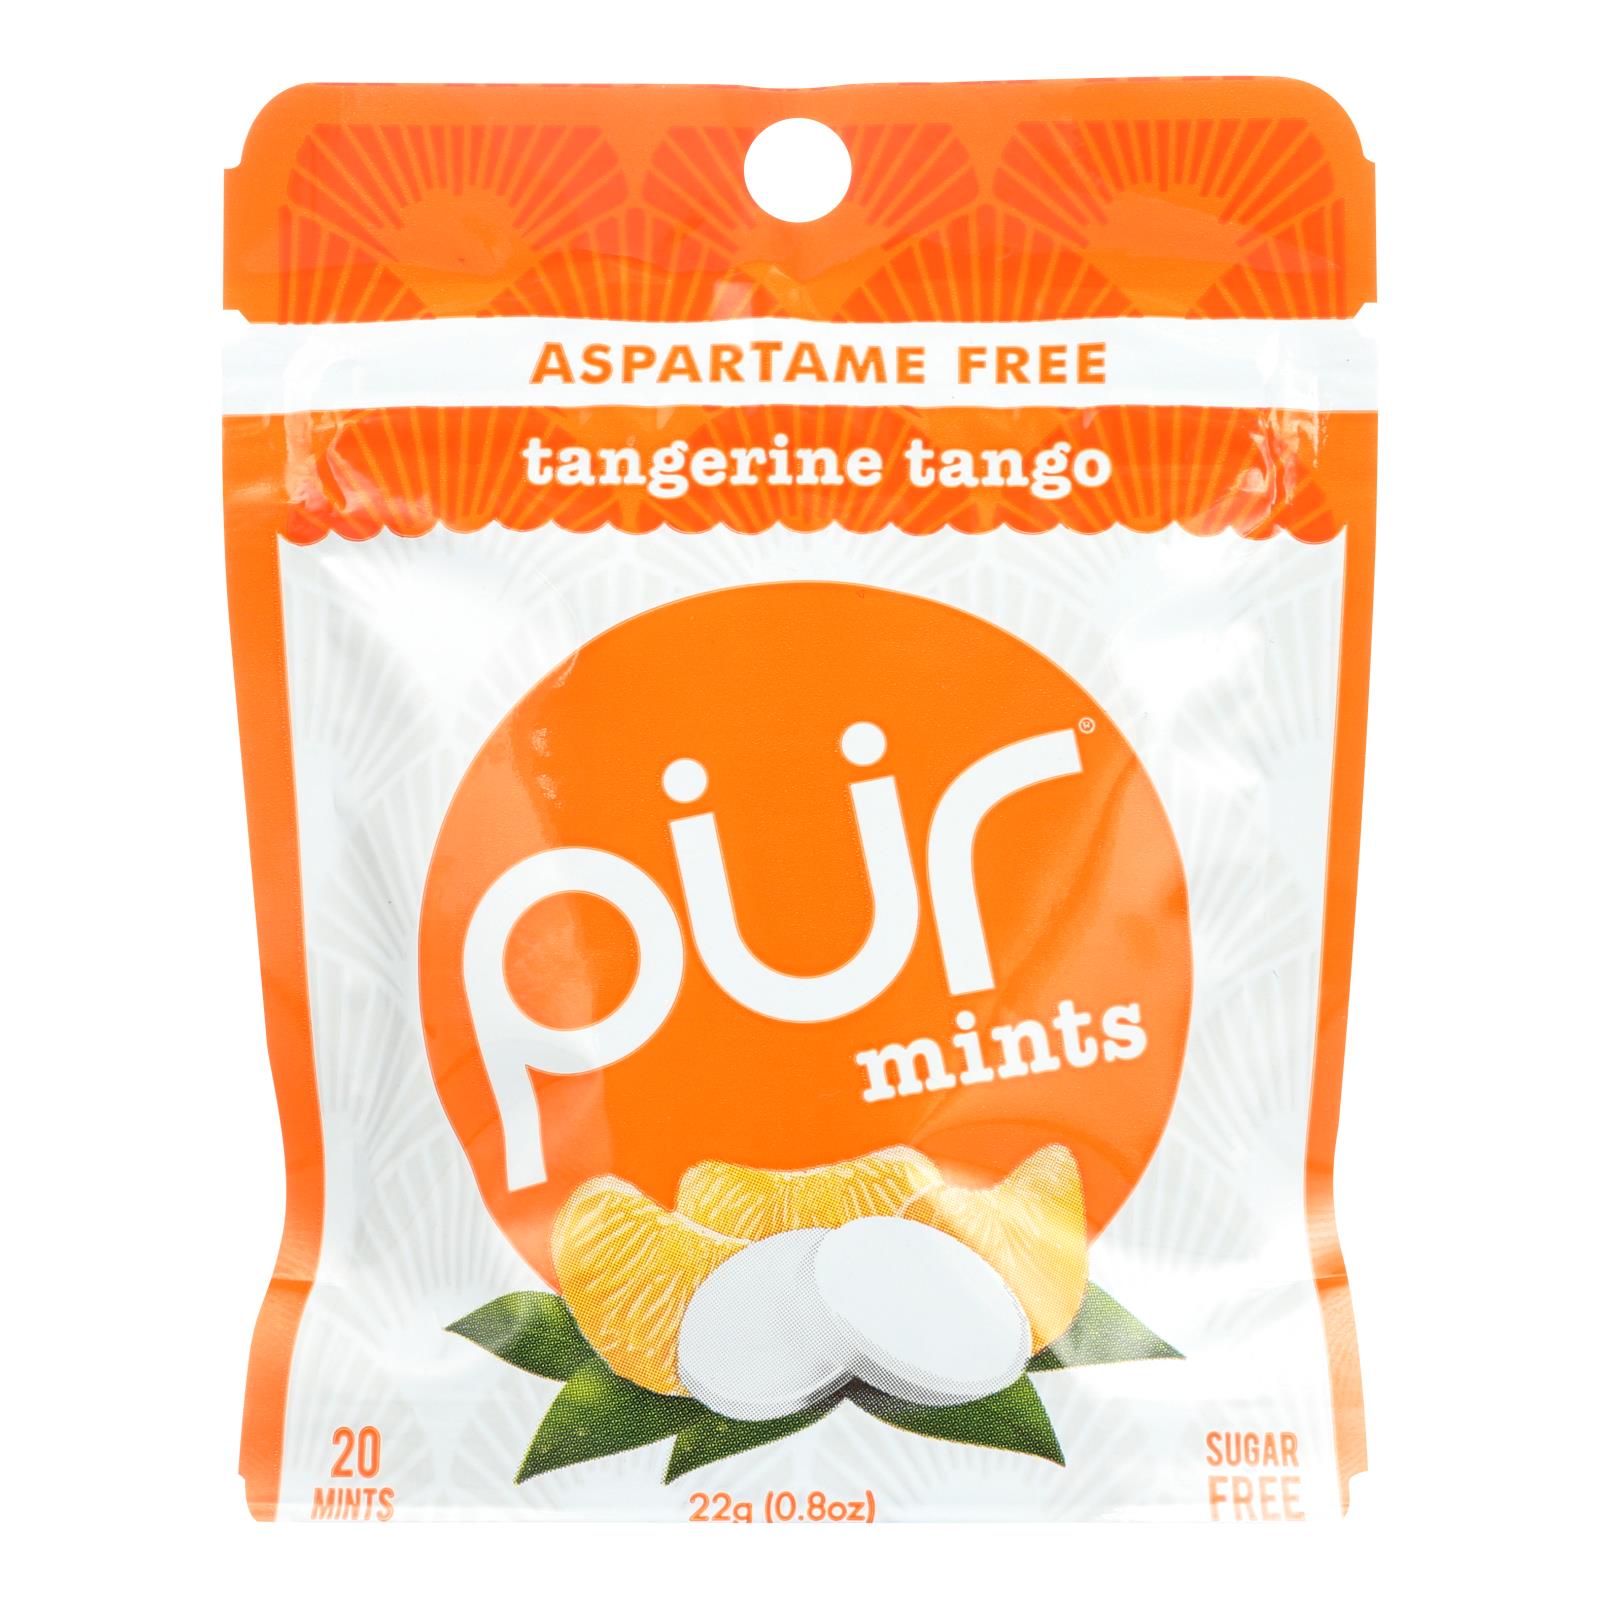 ASPARTAME FREE
tangerine tango
pür®
mints
20
MINTS
22g (0.8oz)
SUGAR
FREE